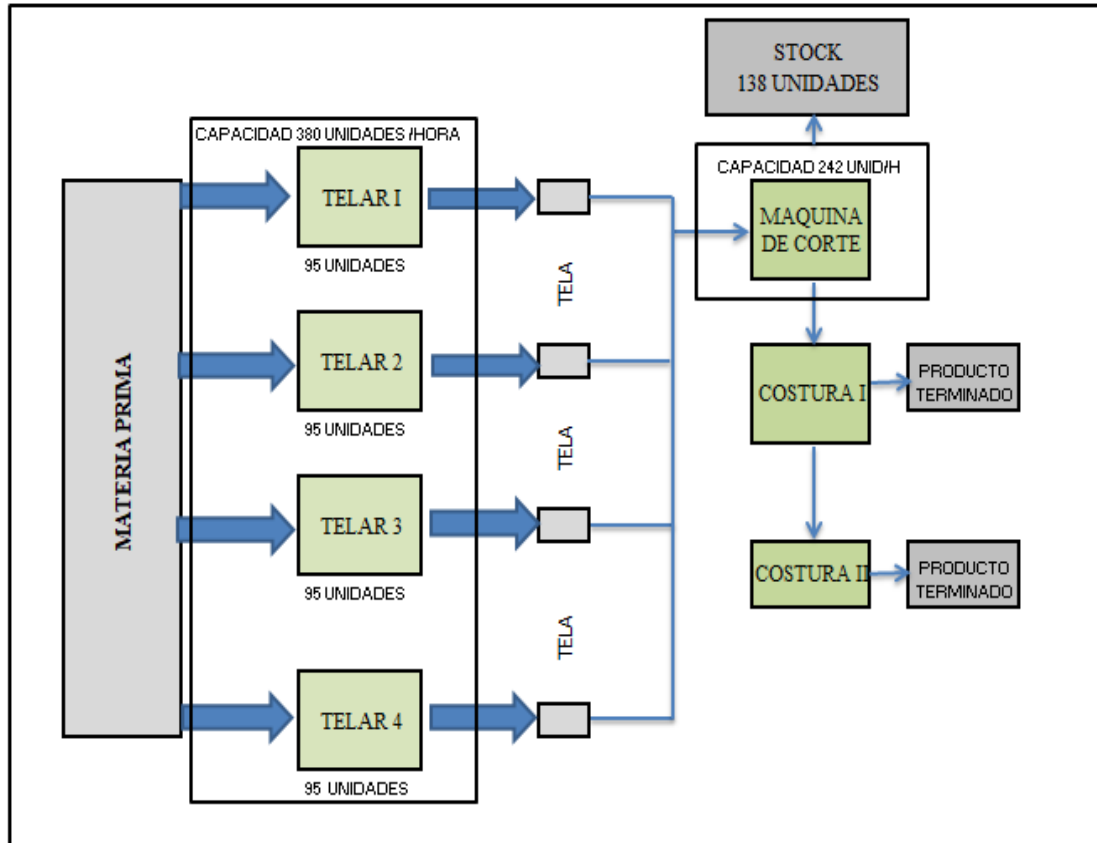 STOCK
138 UNIDADES
CAPACIDAD 380 UNIDADES /HORA
CAPACIDAD 242 UNID/H
MATERIA PRIMA
TELAR I
95 UNIDADES
TELA
MAQUINA
DE CORTE
TELAR 2
95 UNIDADES
TELA
COSTURA I
PRODUCTO
TERMINADO
TELAR 3
95 UNIDADES
TELA
COSTURA II
PRODUCTO
TERMINADO
TELAR 4
95 UNIDADES